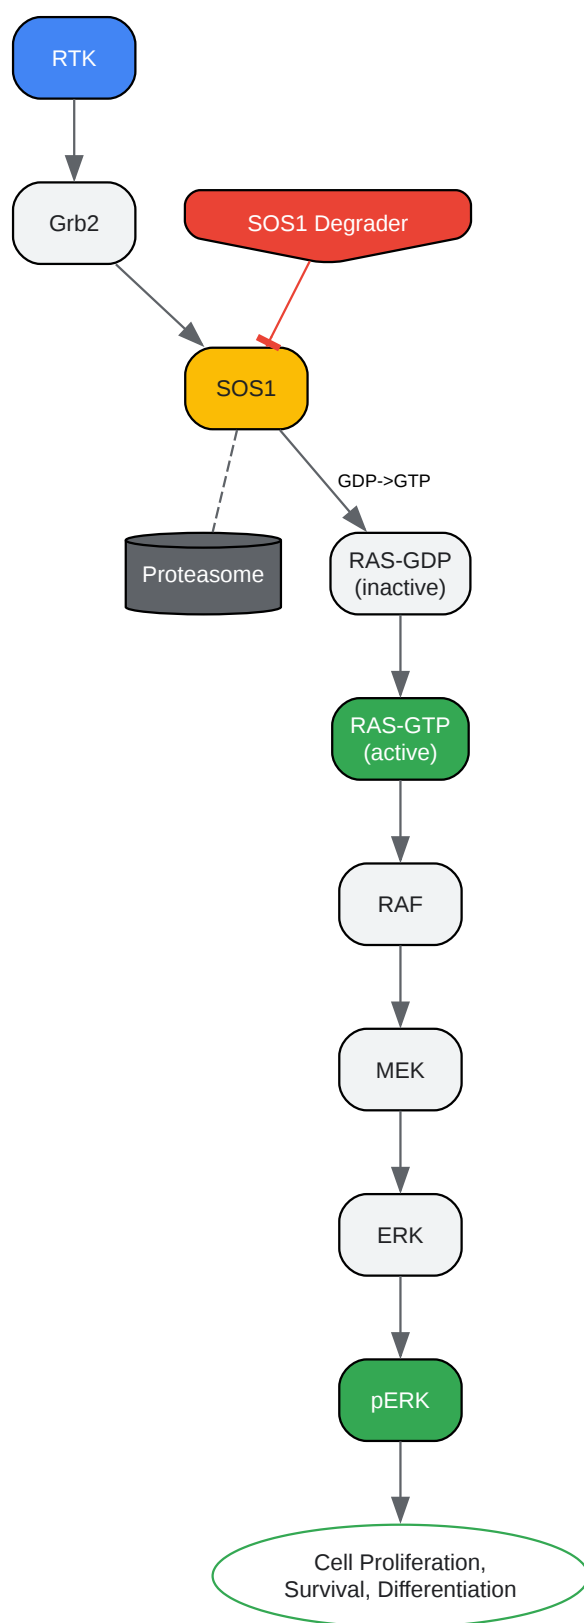 RTK
Grb2
SOS1 Degrader
SOS1
GDP->GTP
Proteasome
RAS-GDP
(inactive)
RAS-GTP
(active)
RAF
MEK
ERK
pERK
Cell Proliferation,
Survival, Differentiation